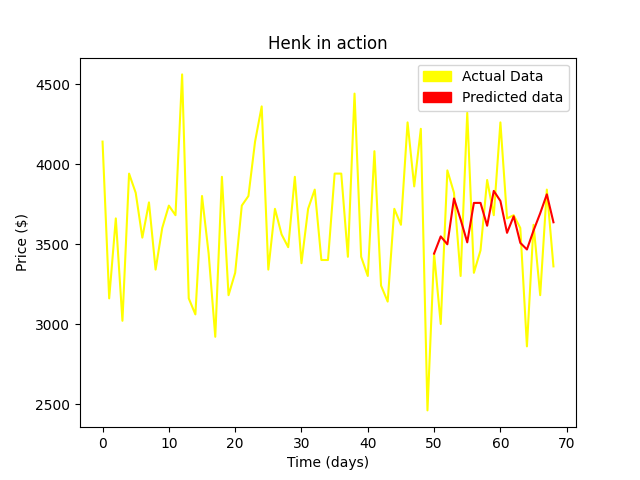 Henk in action
Actual Data
Predicted data
Price ($)
4500
4000
3500
3000
2500
0 10 20 30 40 50 60 70
Time (days)